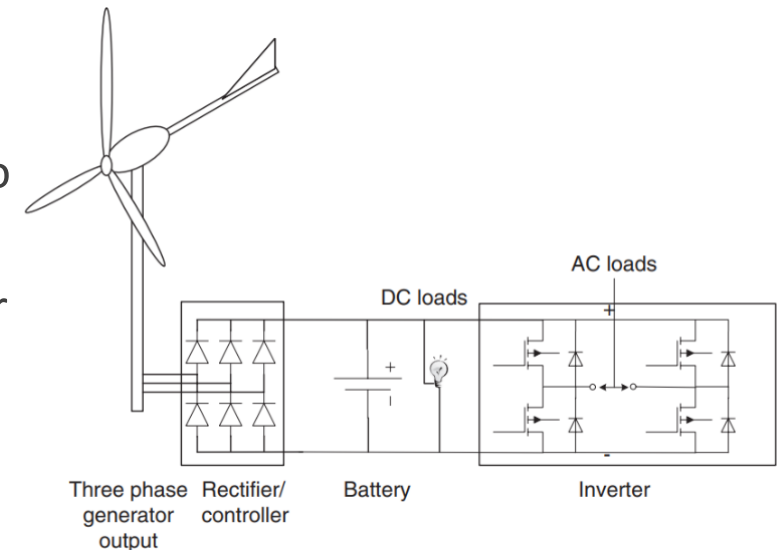 AC loads
DC loads
+
+
-
Three phase
generator
output
Rectifier/
controller
Battery
Inverter
-